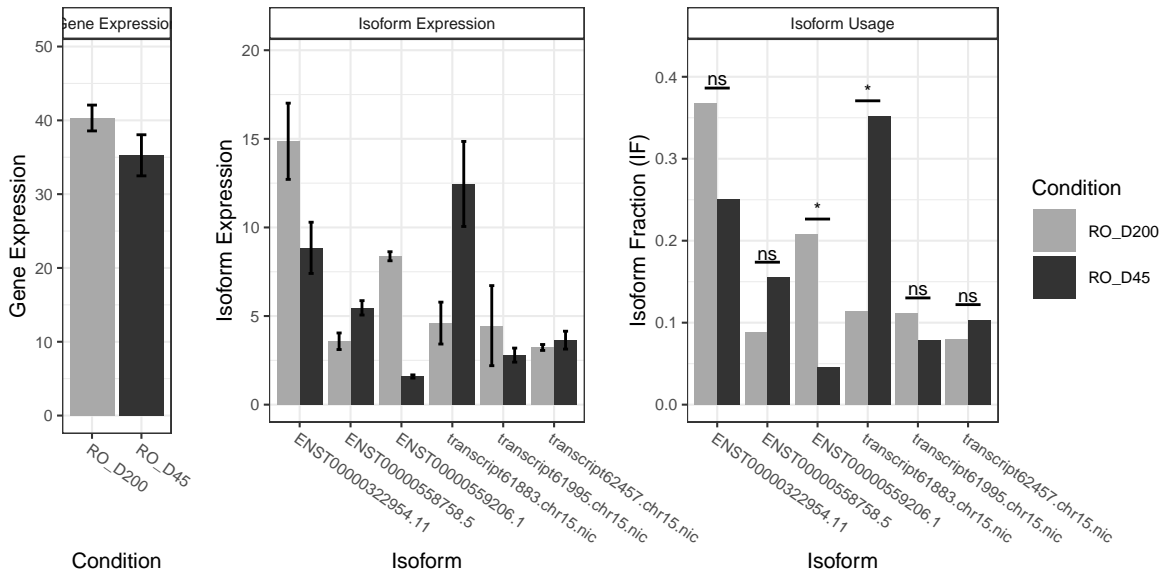 Gene Expression
Isoform Expression
Isoform Usage
Gene Expression
50
40
30
20
10
0
RO_D200
RO_D45
Condition
Isoform Expression
20
15
10
5
0
ENST00000322954.11
ENST00000558758.5
ENST00000559206.1
transcript61883.chr15.nic
transcript61995.chr15.nic
transcript62457.chr15.nic
Isoform
Isoform Fraction (IF)
0.4
0.3
0.2
0.1
0.0
ns
ns
*
*
ns
ns
ENST00000322954.11
ENST00000558758.5
ENST00000559206.1
transcript61883.chr15.nic
transcript61995.chr15.nic
transcript62457.chr15.nic
Isoform
Condition
RO_D200
RO_D45